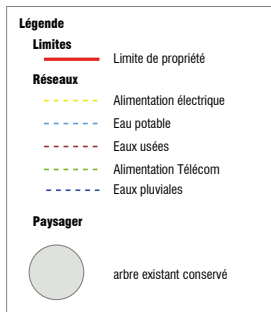 Légende
Limites
Limite de propriété
Réseaux
Alimentation électrique
Eau potable
Eaux usées
Alimentation Télécom
Eaux pluviales
Paysager
arbre existant conservé